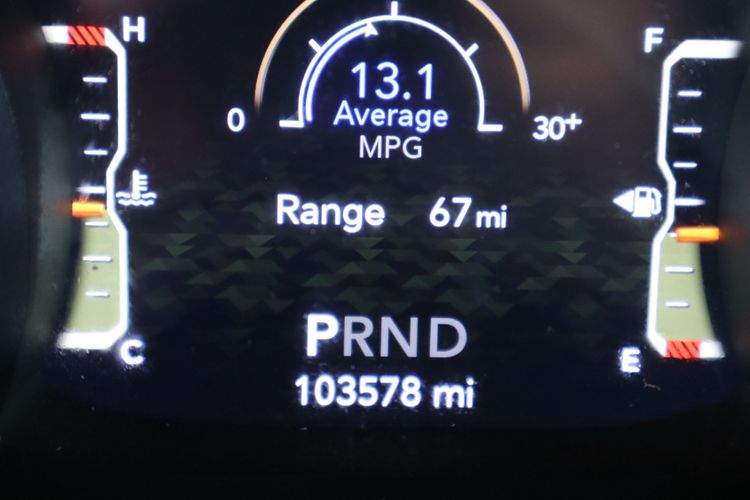 H
F
13.1
Average
MPG
0
30+
Range 67 mi
PRND
C
E
103578 mi